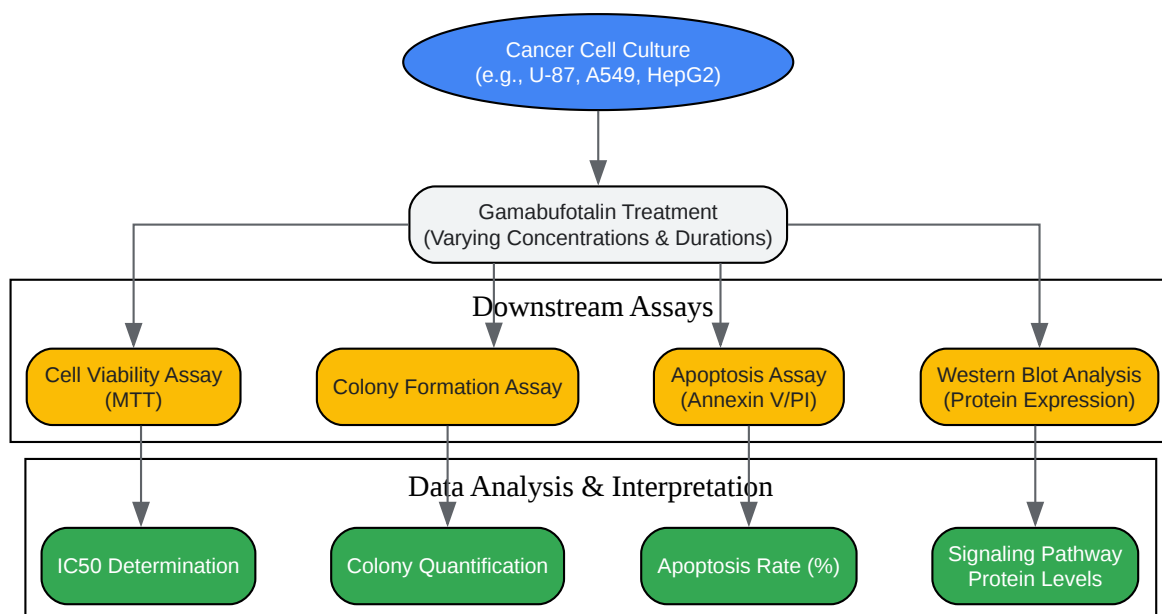 Cancer Cell Culture
(e.g., U-87, A549, HepG2)
Gamabufotalin Treatment
(Varying Concentrations & Durations)
Downstream Assays
Cell Viability Assay
(MTT)
Colony Formation Assay
Apoptosis Assay
(Annexin V/PI)
Western Blot Analysis
(Protein Expression)
Data Analysis & Interpretation
IC50 Determination
Colony Quantification
Apoptosis Rate (%)
Signaling Pathway
Protein Levels